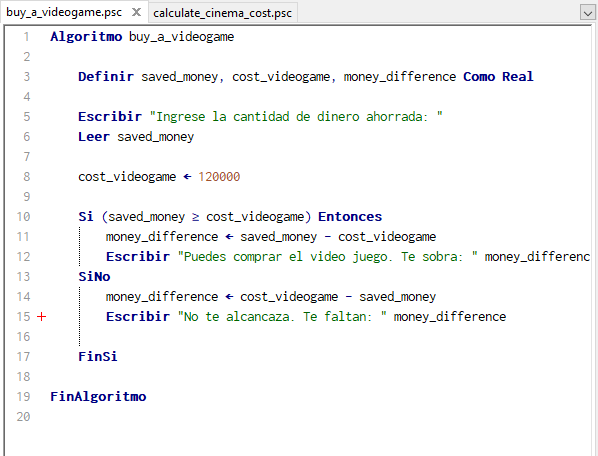 buy_a_videogame.psc calculate_cinema_cost.psc
1 Algoritmo buy_a_videogame
2
3 Definir saved_money, cost_videogame, money_difference Como Real
4
5 Escribir "Ingrese la cantidad de dinero ahorrada: "
6 Leer saved_money
7
8 cost_videogame ← 120000
9
10 Si (saved_money ≥ cost_videogame) Entonces
11 money_difference ← saved_money - cost_videogame
12 Escribir "Puedes comprar el video juego. Te sobra: " money_differenc
13 SiNo
14 money_difference ← cost_videogame - saved_money
15 + Escribir "No te alcancaza. Te faltan: " money_difference
16
17 FinSi
18
19 FinAlgoritmo
20